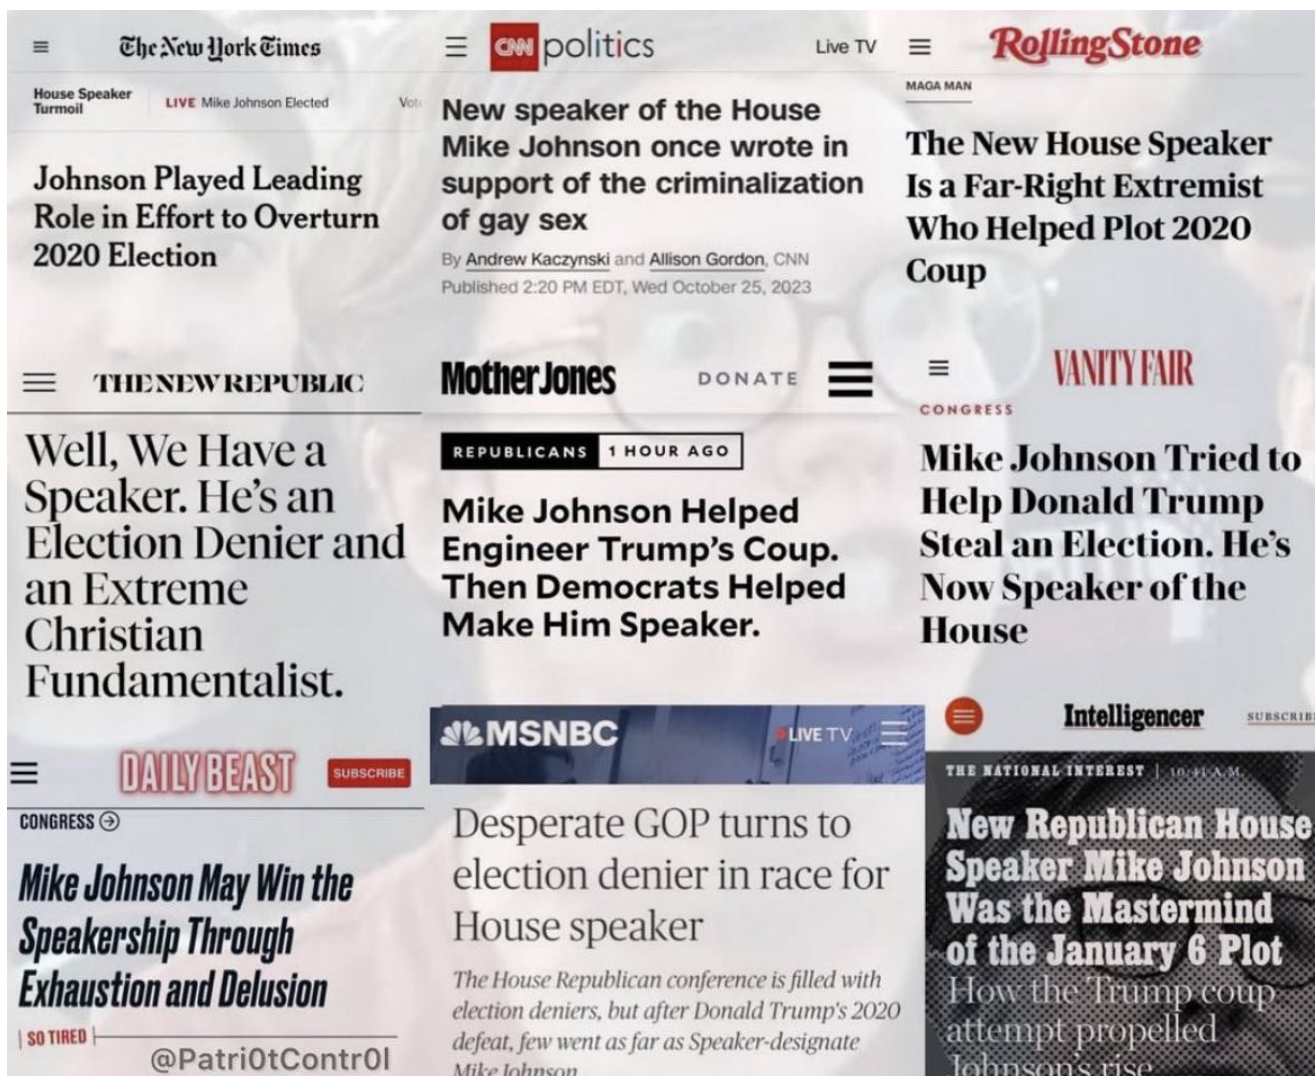 The New York Times
House Speaker
Turmoil
LIVE Mike Johnson Elected
Johnson Played Leading
Role in Effort to Overturn
2020 Election
CNN politics
Live TV
New speaker of the House
Mike Johnson once wrote in
support of the criminalization
of gay sex
By Andrew Kaczynski and Allison Gordon, CNN
Published 2:20 PM EDT, Wed October 25, 2023
RollingStone
MAGA MAN
The New House Speaker
Is a Far-Right Extremist
Who Helped Plot 2020
Coup
THE NEW REPUBLIC
Well, We Have a
Speaker. He's an
Election Denier and
an Extreme
Christian
Fundamentalist.
Mother Jones
DONATE
REPUBLICANS 1 HOUR AGO
Mike Johnson Helped
Engineer Trump's Coup.
Then Democrats Helped
Make Him Speaker.
VANITY FAIR
CONGRESS
Mike Johnson Tried to
Help Donald Trump
Steal an Election. He's
Now Speaker of the
House
DAILY BEAST
SUBSCRIBE
CONGRESS
Mike Johnson May Win the
Speakership Through
Exhaustion and Delusion
SO TIRED
@Patri0tContr0l
MSNBC
LIVE TV
Desperate GOP turns to
election denier in race for
House speaker
The House Republican conference is filled with
election deniers, but after Donald Trump's 2020
defeat, few went as far as Speaker-designate
Mike Johnson
Intelligencer
SUBSCRIBE
THE NATIONAL INTEREST | 10:41 A.M.
New Republican House
Speaker Mike Johnson
Was the Mastermind
of the January 6 Plot
How the Trump coup
attempt propelled
Johnson's rise